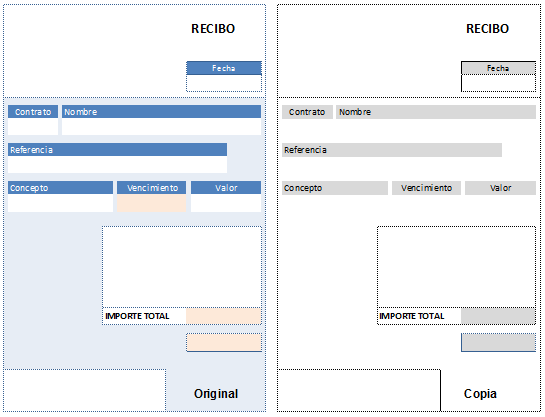 RECIBO
Fecha
Contrato Nombre
Referencia
Concepto Vencimiento Valor
IMPORTE TOTAL
Original
RECIBO
Fecha
Contrato Nombre
Referencia
Concepto Vencimiento Valor
IMPORTE TOTAL
Copia